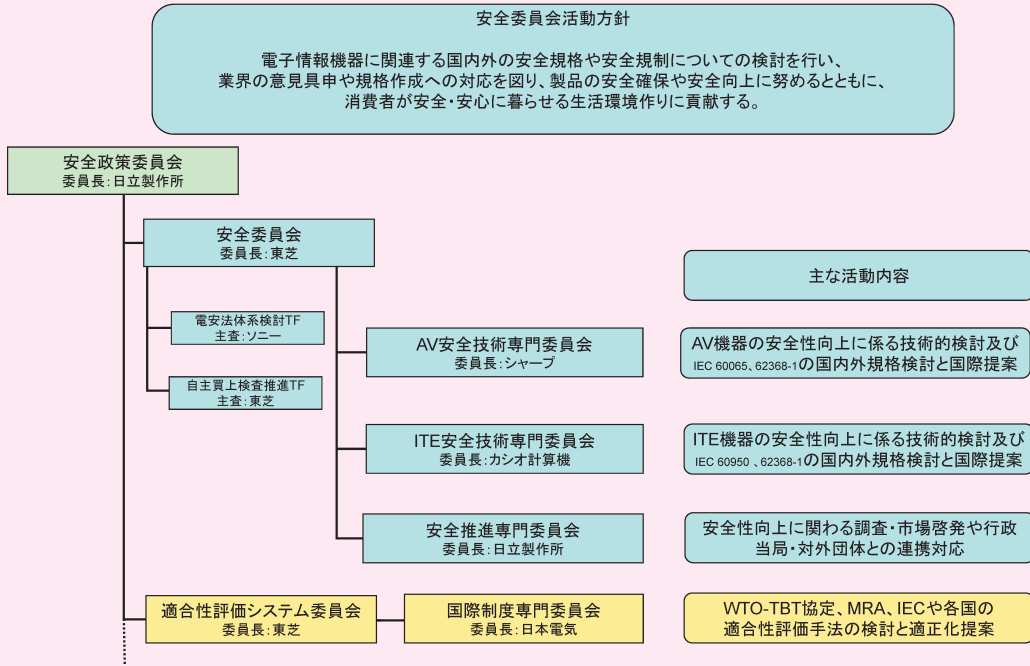 安全委員会活動方針
電子情報機器に関連する国内外の安全規格や安全規制についての検討を行い、
業界の意見具申や規格作成への対応を図り、製品の安全確保や安全向上に努めるとともに、
消費者が安全・安心に暮らせる生活環境作りに貢献する。
安全政策委員会
委員長:日立製作所
安全委員会
委員長:東芝
主な活動内容
電安法体系検討TF
主査:ソニー
自主買上検査推進TF
主査:東芝
AV安全技術専門委員会
委員長:シャープ
AV機器の安全性向上に係る技術的検討及び
IEC 60065、62368-1の国内外規格検討と国際提案
ITE安全技術専門委員会
委員長:カシオ計算機
ITE機器の安全性向上に係る技術的検討及び
IEC 60950 、62368-1の国内外規格検討と国際提案
安全推進専門委員会
委員長:日立製作所
安全性向上に関わる調査・市場啓発や行政
当局・対外団体との連携対応
適合性評価システム委員会
委員長:東芝
国際制度専門委員会
委員長:日本電気
WTO-TBT協定、MRA、IECや各国の
適合性評価手法の検討と適正化提案